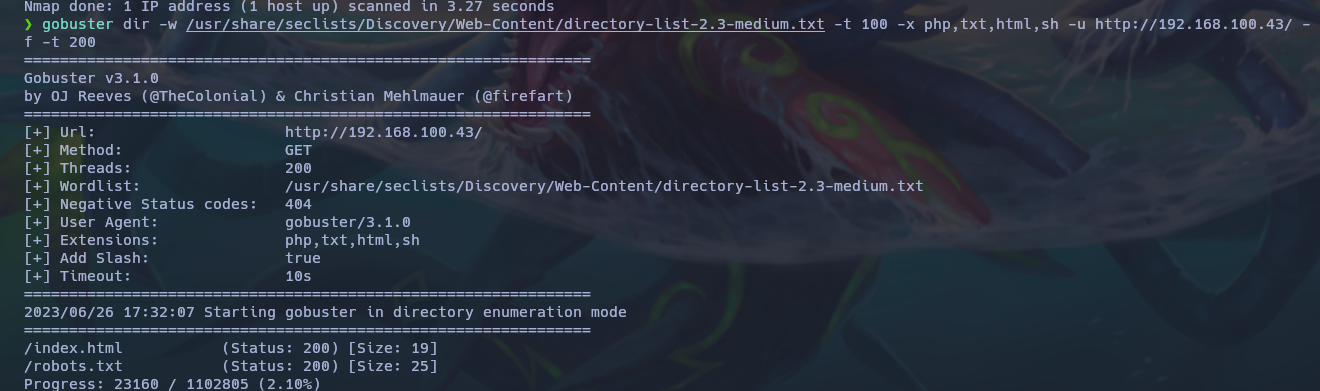 Nmap done: 1 IP address (1 host up) scanned in 3.27 seconds
❯ gobuster dir -w /usr/share/seclists/Discovery/Web-Content/directory-list-2.3-medium.txt -t 100 -x php,txt,html,sh -u http://192.168.100.43/ -
f -t 200
===============================================================
Gobuster v3.1.0
by OJ Reeves (@TheColonial) & Christian Mehlmauer (@firefart)
===============================================================
[+] Url:                     http://192.168.100.43/
[+] Method:                  GET
[+] Threads:                 200
[+] Wordlist:                /usr/share/seclists/Discovery/Web-Content/directory-list-2.3-medium.txt
[+] Negative Status codes:   404
[+] User Agent:              gobuster/3.1.0
[+] Extensions:              php,txt,html,sh
[+] Add Slash:               true
[+] Timeout:                 10s
===============================================================
2023/06/26 17:32:07 Starting gobuster in directory enumeration mode
===============================================================
/index.html           (Status: 200) [Size: 19]
/robots.txt           (Status: 200) [Size: 25]
Progress: 23160 / 1102805 (2.10%)